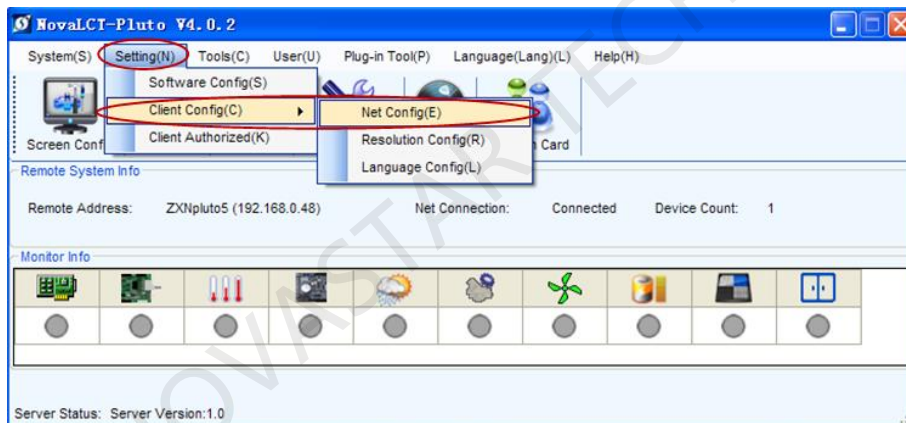 NovaLCT-Pluto V4.0.2
System(S) Setting(N) Tools(C) User(U) Plug-in Tool(P) Language(Lang)(L) Help(H)
Software Config(S)
Client Config(C) Net Config(E)
Client Authorized(K) Resolution Config(R)
Language Config(L)
Screen Conf Card
Remote System Info
Remote Address: ZXNpluto5 (192.168.0.48) Net Connection: Connected Device Count: 1
Monitor Info
Server Status: Server Version:1.0
NOVASTAR TECH